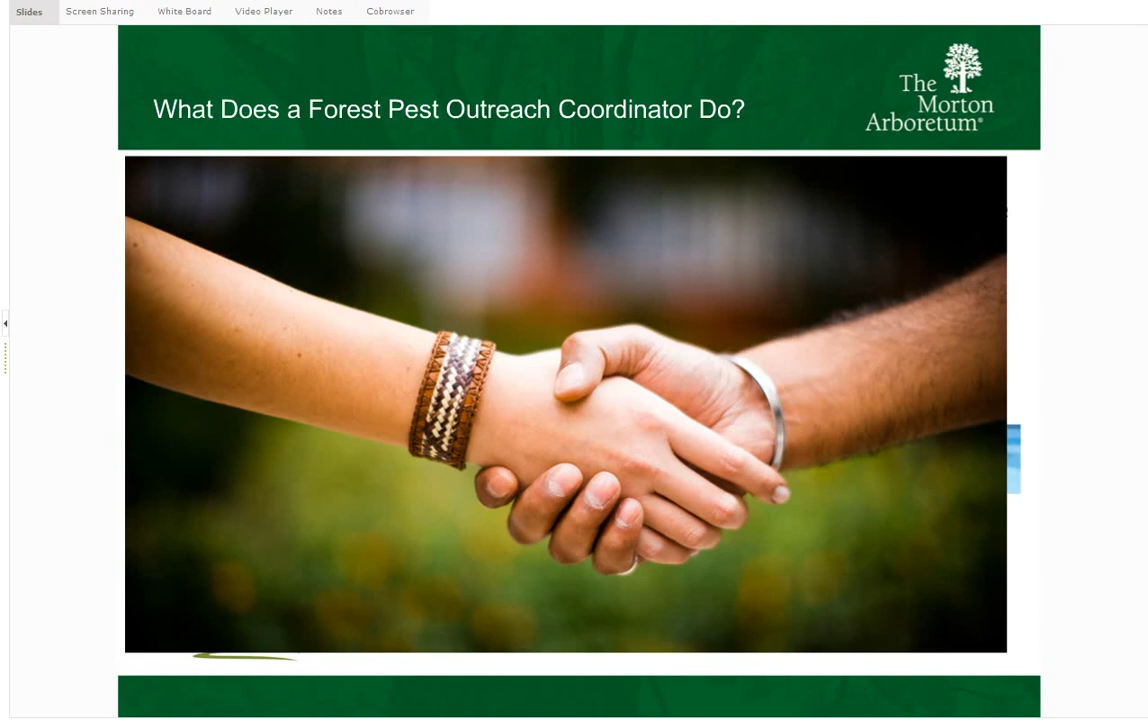 Slides Screen Sharing White Board Video Player Notes Cobrowser
What Does a Forest Pest Outreach Coordinator Do?
The
Morton
Arboretum®